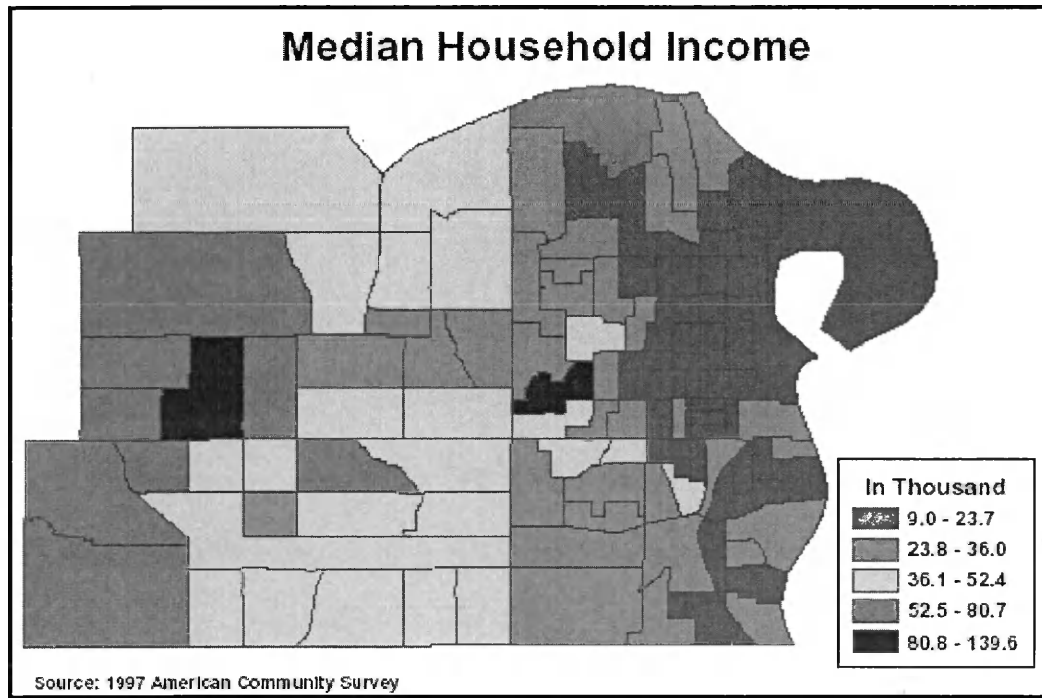 Median Household Income
In Thousand
9.0 - 23.7
23.8 - 36.0
36.1 - 52.4
52.5 - 80.7
80.8 - 139.6
Source: 1997 American Community Survey